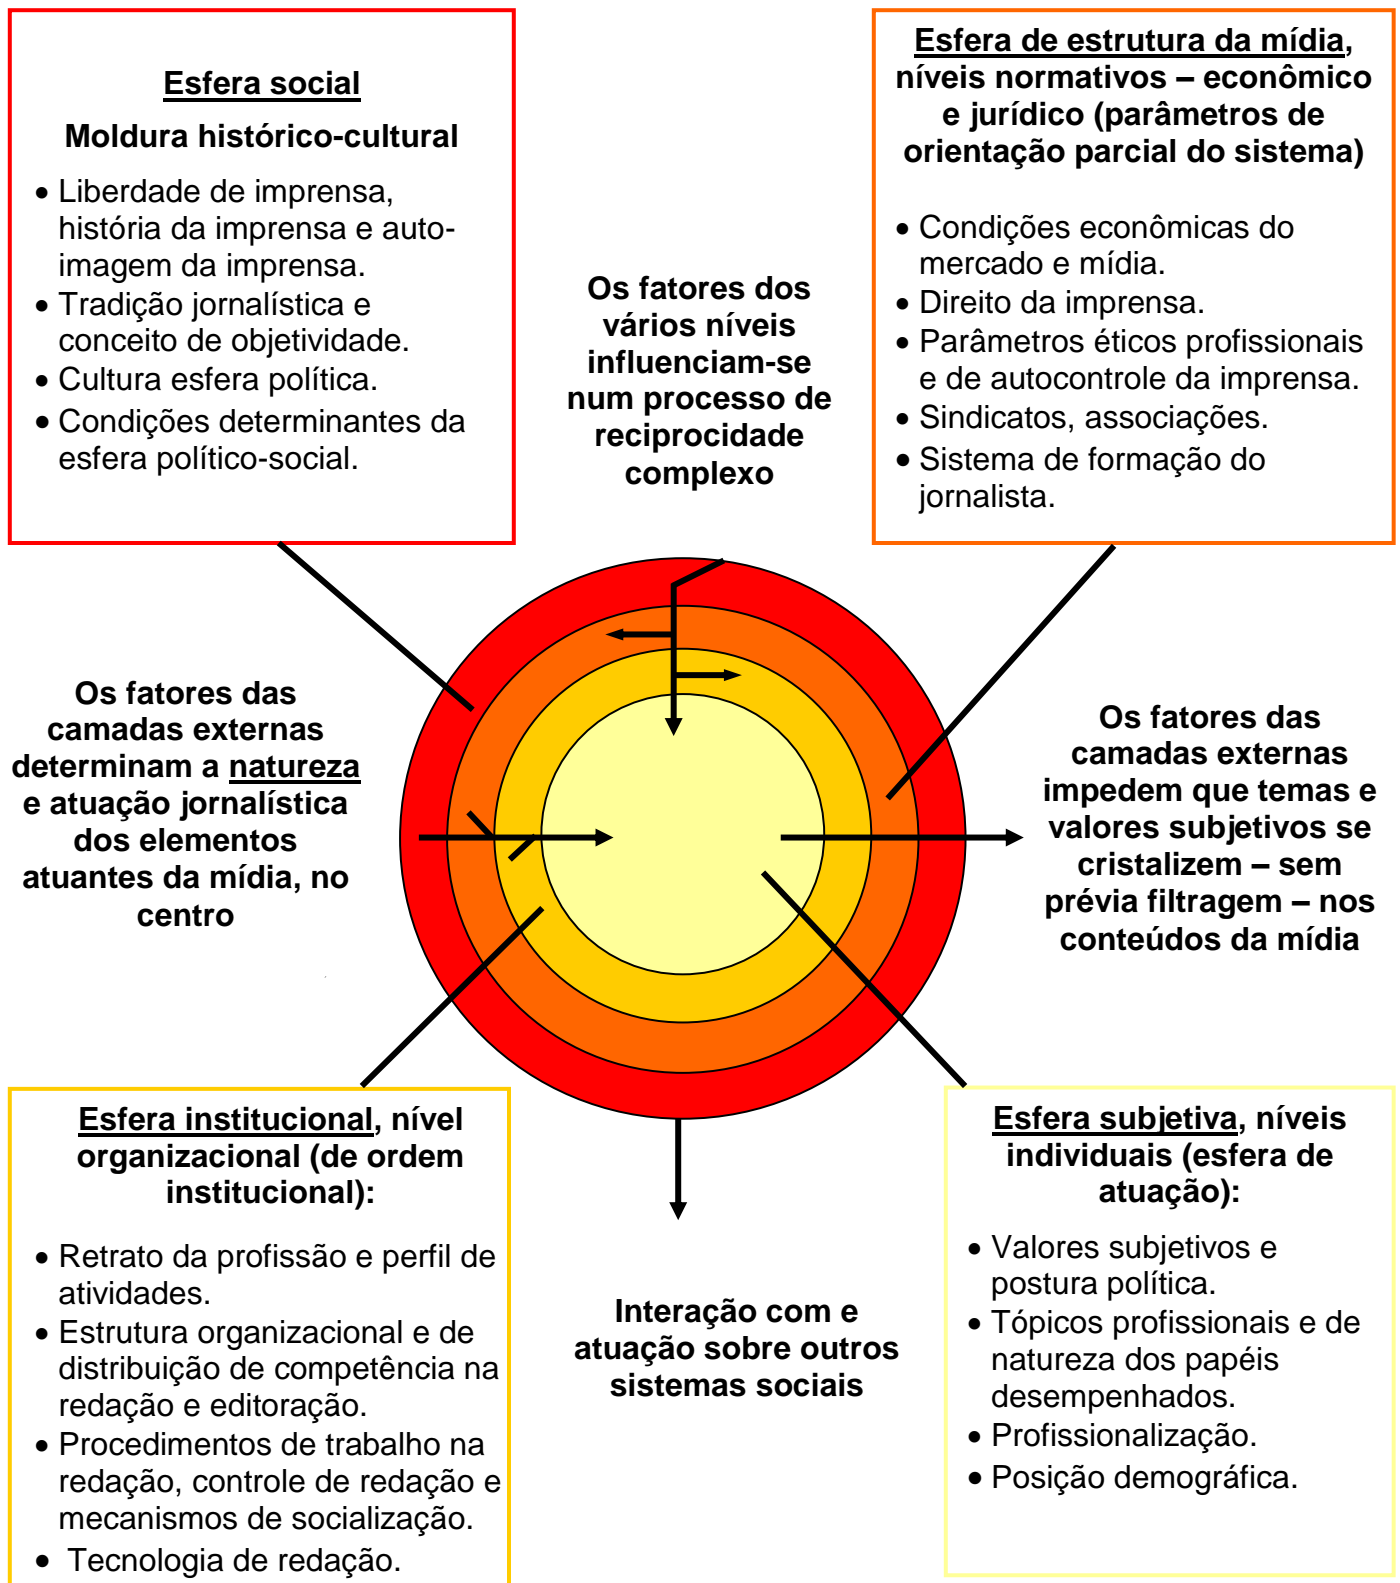 Esfera social
Moldura histórico-cultural
• Liberdade de imprensa,
história da imprensa e auto-
imagem da imprensa.
• Tradição jornalística e
conceito de objetividade.
• Cultura esfera política.
• Condições determinantes da
esfera político-social.
Os fatores dos
vários níveis
influenciam-se
num processo de
reciprocidade
complexo
Esfera de estrutura da mídia,
níveis normativos – econômico
e jurídico (parâmetros de
orientação parcial do sistema)
• Condições econômicas do
mercado e mídia.
• Direito da imprensa.
• Parâmetros éticos profissionais
e de autocontrole da imprensa.
• Sindicatos, associações.
• Sistema de formação do
jornalista.
Os fatores das
camadas externas
determinam a natureza
e atuação jornalística
dos elementos
atuantes da mídia, no
centro
Os fatores das
camadas externas
impedem que temas e
valores subjetivos se
cristalizem – sem
prévia filtragem – nos
conteúdos da mídia
Esfera institucional, nível
organizacional (de ordem
institucional):
• Retrato da profissão e perfil de
atividades.
• Estrutura organizacional e de
distribuição de competência na
redação e editoração.
• Procedimentos de trabalho na
redação, controle de redação e
mecanismos de socialização.
• Tecnologia de redação.
Interação com e
atuação sobre outros
sistemas sociais
Esfera subjetiva, níveis
individuais (esfera de
atuação):
• Valores subjetivos e
postura política.
• Tópicos profissionais e de
natureza dos papéis
desempenhados.
• Profissionalização.
• Posição demográfica.